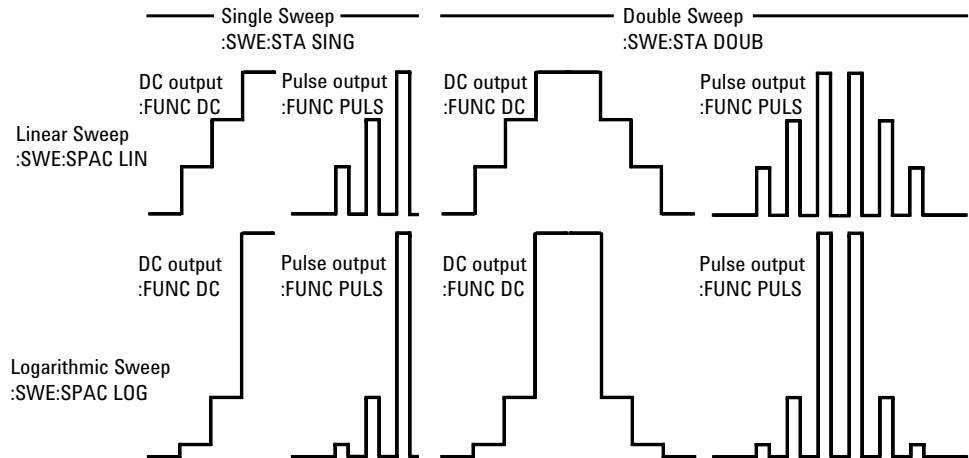 Single Sweep
:SWE:STA SING
Double Sweep
:SWE:STA DOUB
DC output
:FUNC DC
Pulse output
:FUNC PULS
DC output
:FUNC DC
Pulse output
:FUNC PULS
Linear Sweep
:SWE:SPAC LIN
DC output
:FUNC DC
Pulse output
:FUNC PULS
DC output
:FUNC DC
Pulse output
:FUNC PULS
Logarithmic Sweep
:SWE:SPAC LOG